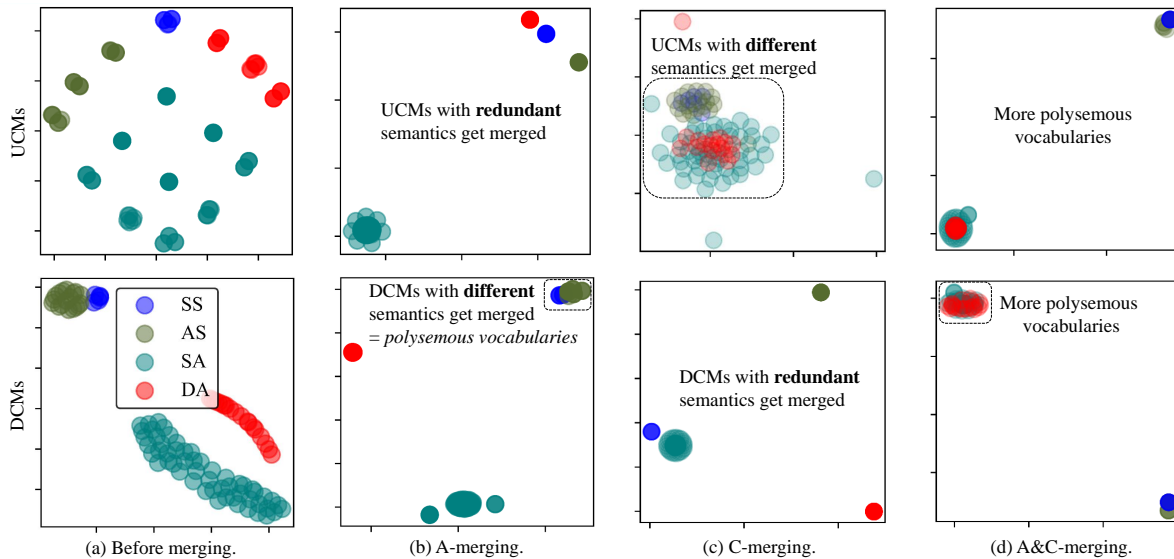 UCMs
UCMs with redundant
semantics get merged
UCMs with different
semantics get merged
More polysemous
vocabularies
DCMs
SS
AS
SA
DA
DCMs with different
semantics get merged
= polysemous vocabularies
DCMs with redundant
semantics get merged
More polysemous
vocabularies
(a) Before merging.
(b) A-merging.
(c) C-merging.
(d) A&C-merging.